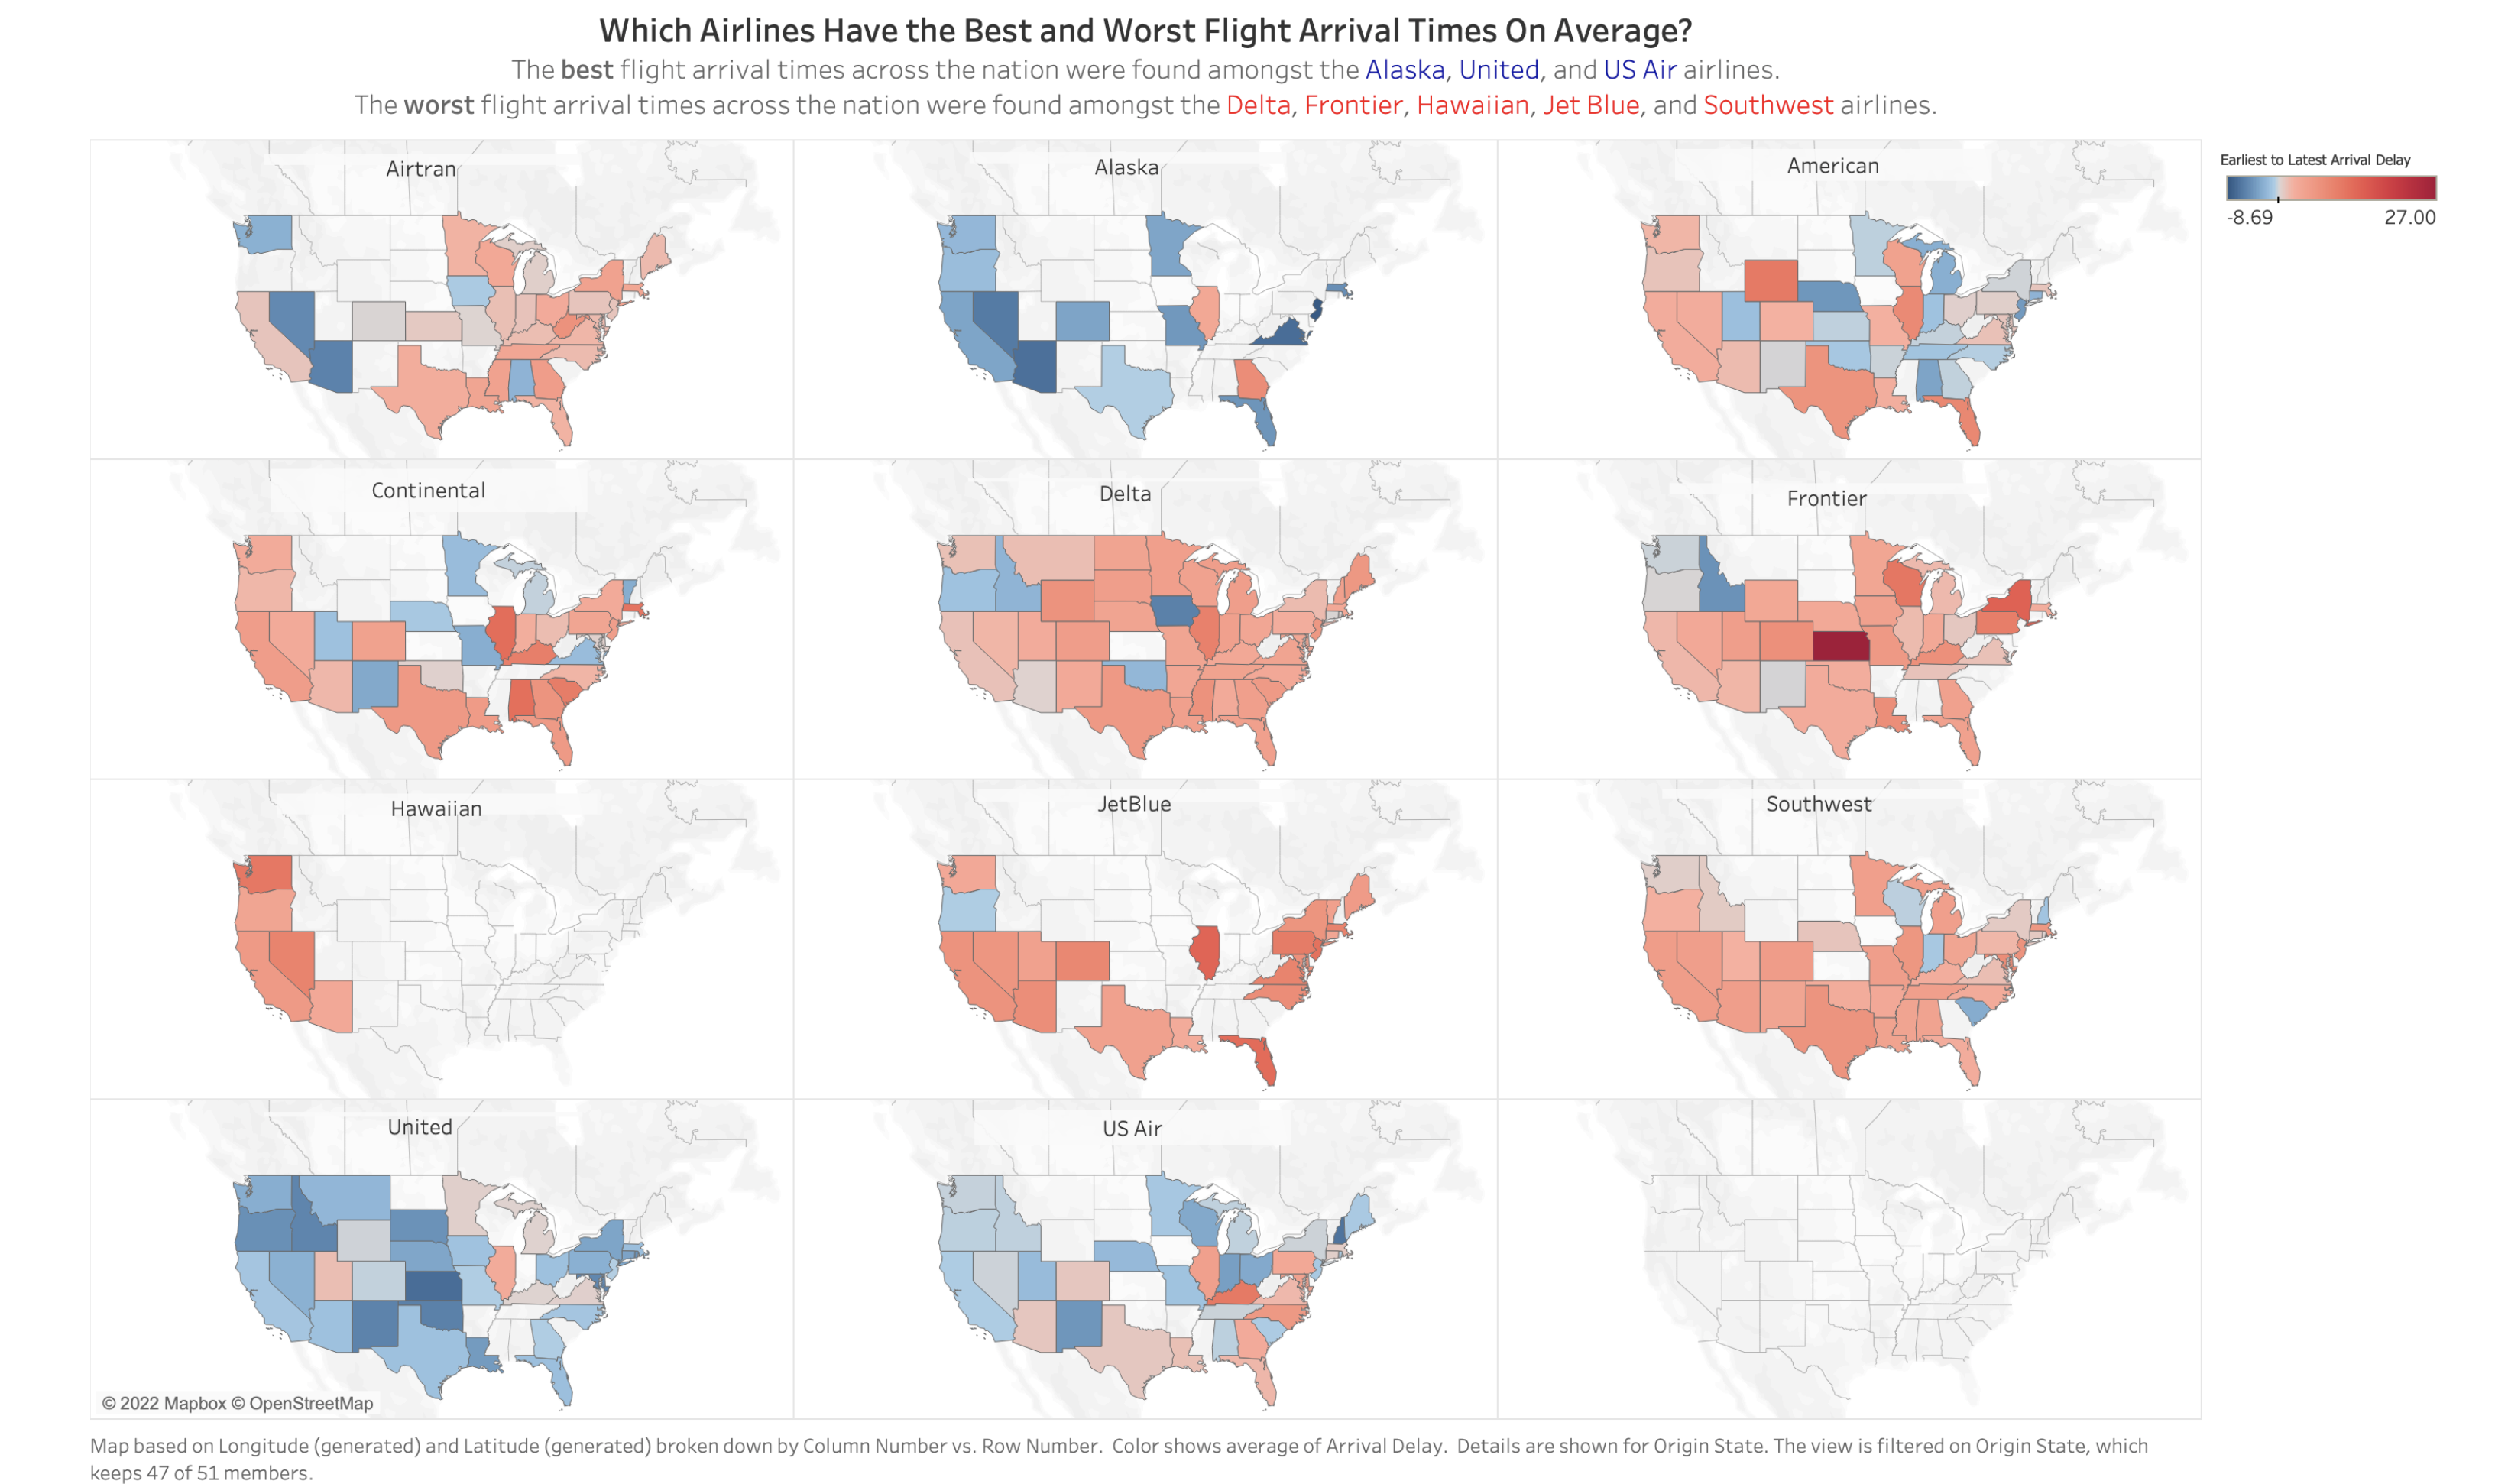 Which Airlines Have the Best and Worst Flight Arrival Times On Average?
The best flight arrival times across the nation were found amongst the Alaska, United, and US Air airlines.
The worst flight arrival times across the nation were found amongst the Delta, Frontier, Hawaiian, Jet Blue, and Southwest airlines.
Earliest to Latest Arrival Delay
-8.69 27.00
Airtran
Alaska
American
Continental
Delta
Frontier
Hawaiian
JetBlue
Southwest
United
US Air
© 2022 Mapbox © OpenStreetMap
Map based on Longitude (generated) and Latitude (generated) broken down by Column Number vs. Row Number.  Color shows average of Arrival Delay.  Details are shown for Origin State. The view is filtered on Origin State, which
keeps 47 of 51 members.